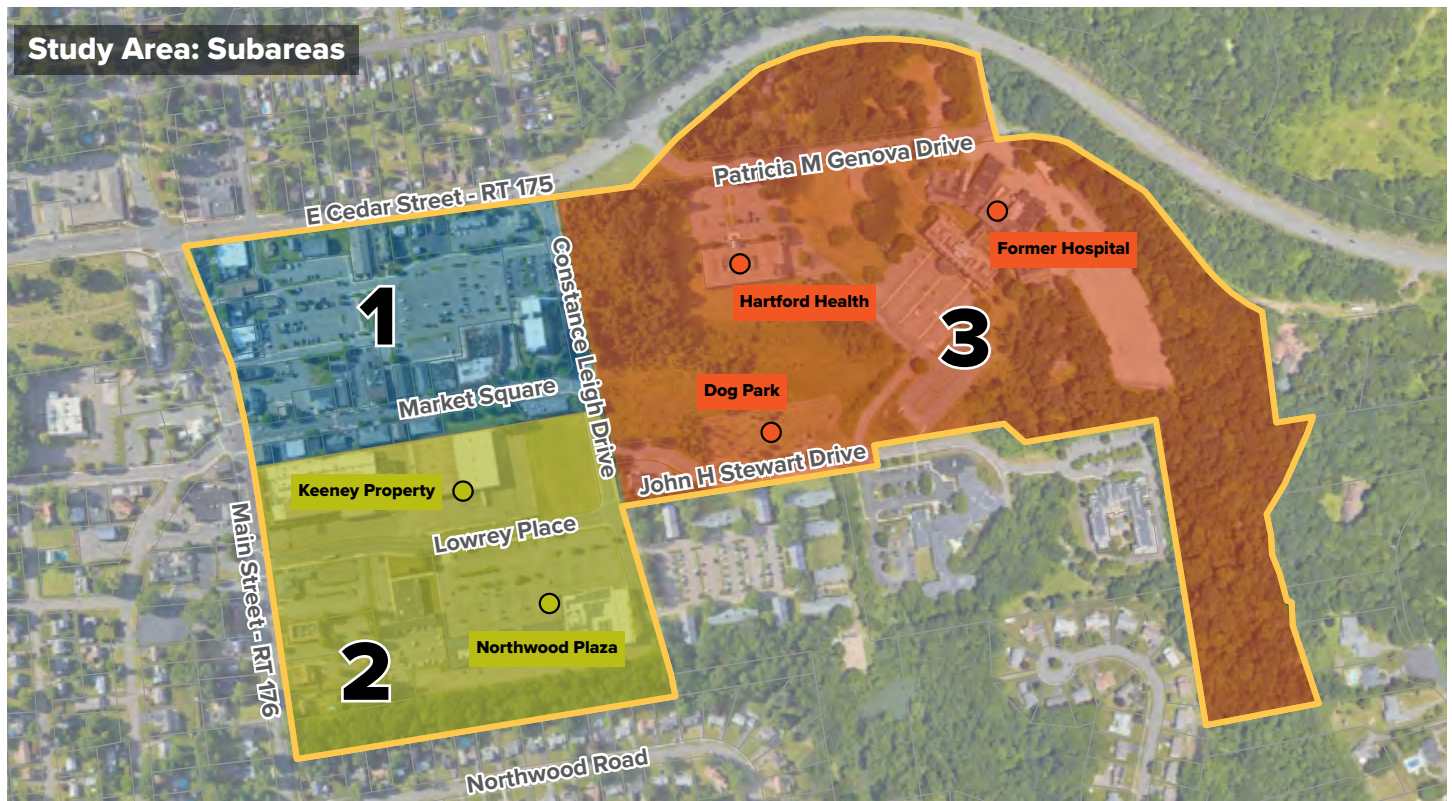 Study Area: Subareas
Patricia M Genova Drive
E Cedar Street - RT 175
Former Hospital
Constance Leigh Drive
Hartford Health
1
3
Market Square
Dog Park
John H Stewart Drive
Keeney Property
Main Street - RT 176
Lowrey Place
Northwood Plaza
2
Northwood Road